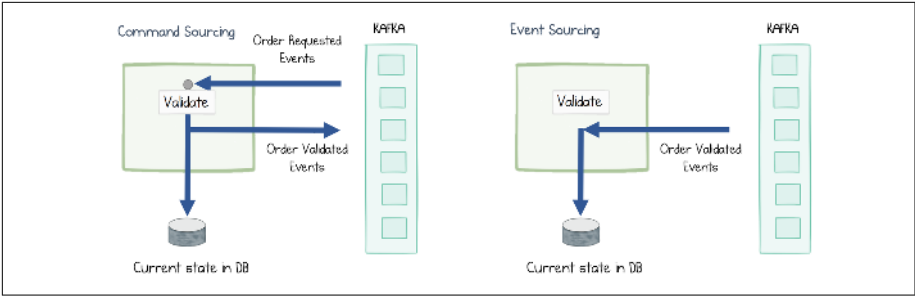 Command Sourcing
KAFKA
Order Requested
Events
Validate
Order Validated
Events
Current state in DB
Event Sourcing
KAFKA
Validate
Order Validated
Events
Current state in DB